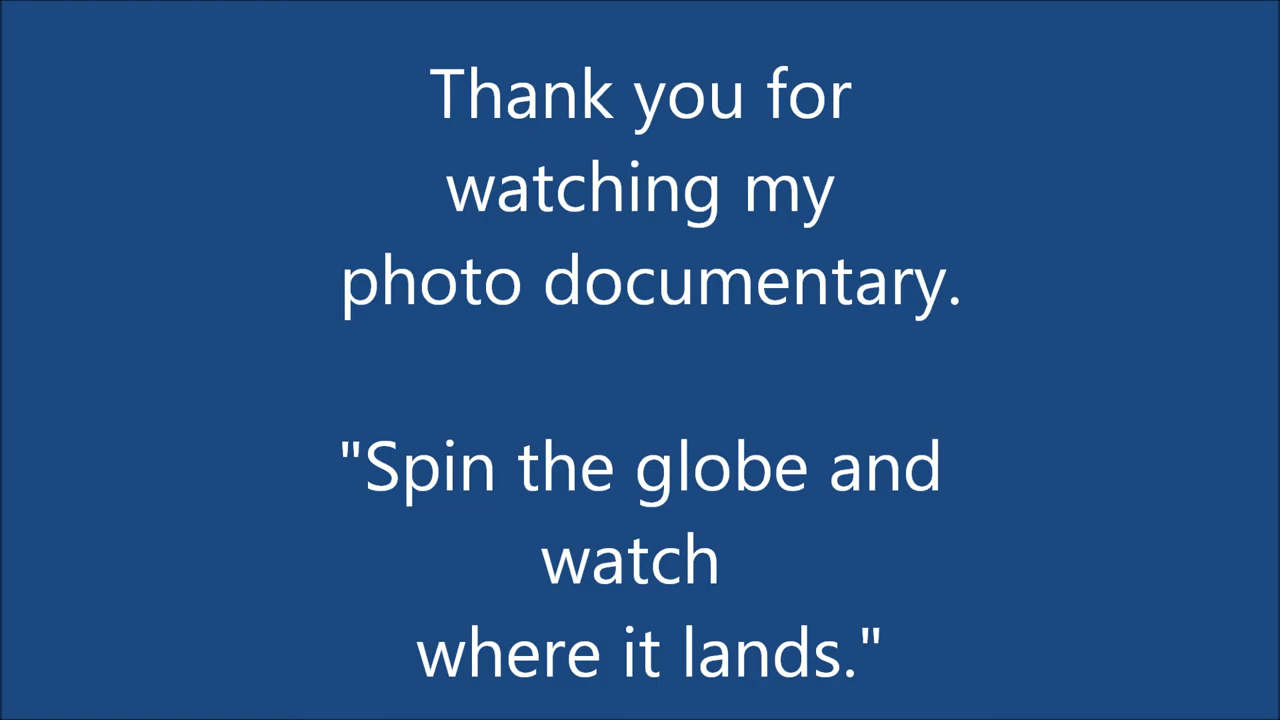 Thank you for
watching my
photo documentary.
"Spin the globe and
watch
where it lands."